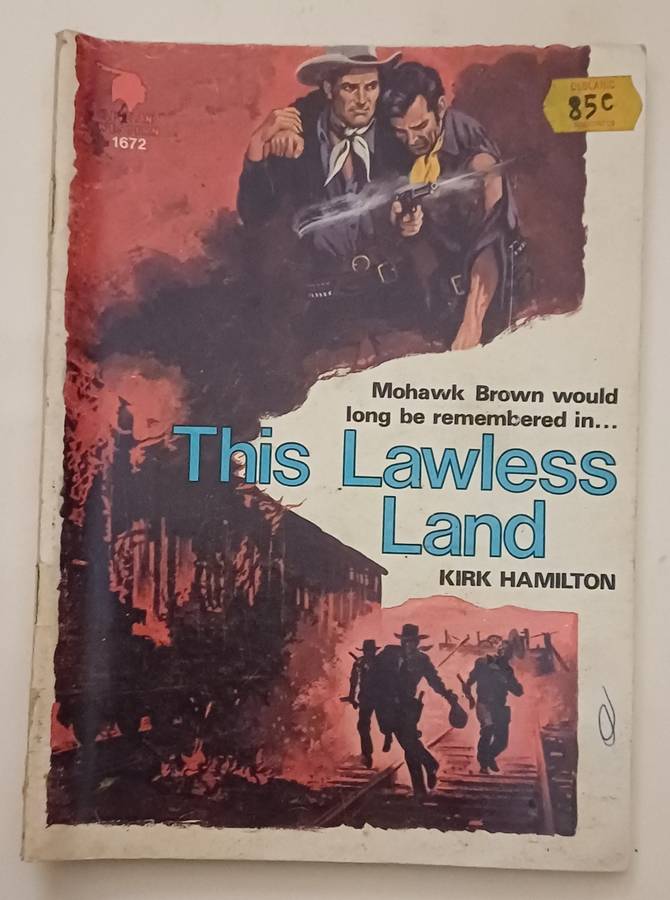 1672
85c
Mohawk Brown would
long be remembered in...
This Lawless
Land
KIRK HAMILTON